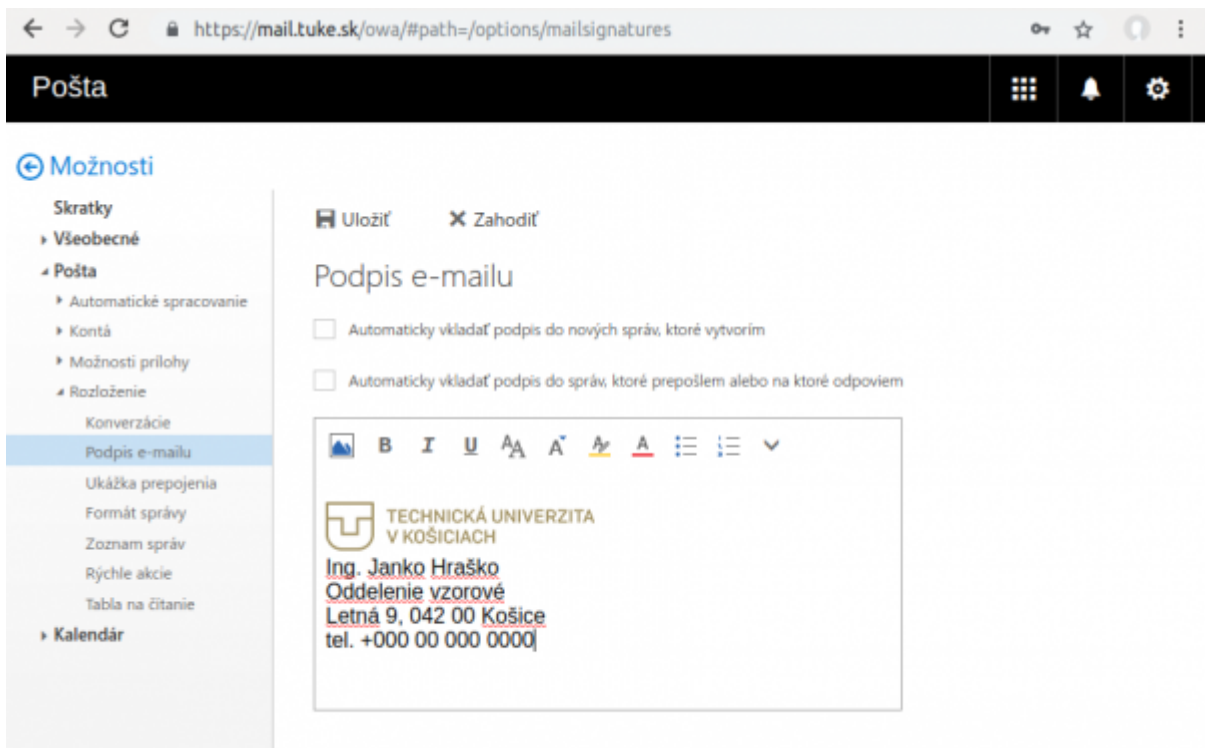 https://mail.tuke.sk/owa/#path=/options/mailsignatures
Pošta
Možnosti
Skratky
Všeobecné
Pošta
Automatické spracovanie
Kontá
Možnosti prílohy
Rozloženie
Konverzácie
Podpis e-mailu
Ukážka prepojenia
Formát správy
Zoznam správ
Rýchle akcie
Tabla na čítanie
Kalendár
Uložiť Zahodiť
Podpis e-mailu
Automaticky vkladať podpis do nových správ, ktoré vytvorím
Automaticky vkladať podpis do správ, ktoré prepošlem alebo na ktoré odpoviem
B I U AA A A A
TECHNICKÁ UNIVERZITA
V KOŠICIACH
Ing. Janko Hraško
Oddelenie vzorové
Letná 9, 042 00 Košice
tel. +000 00 000 0000